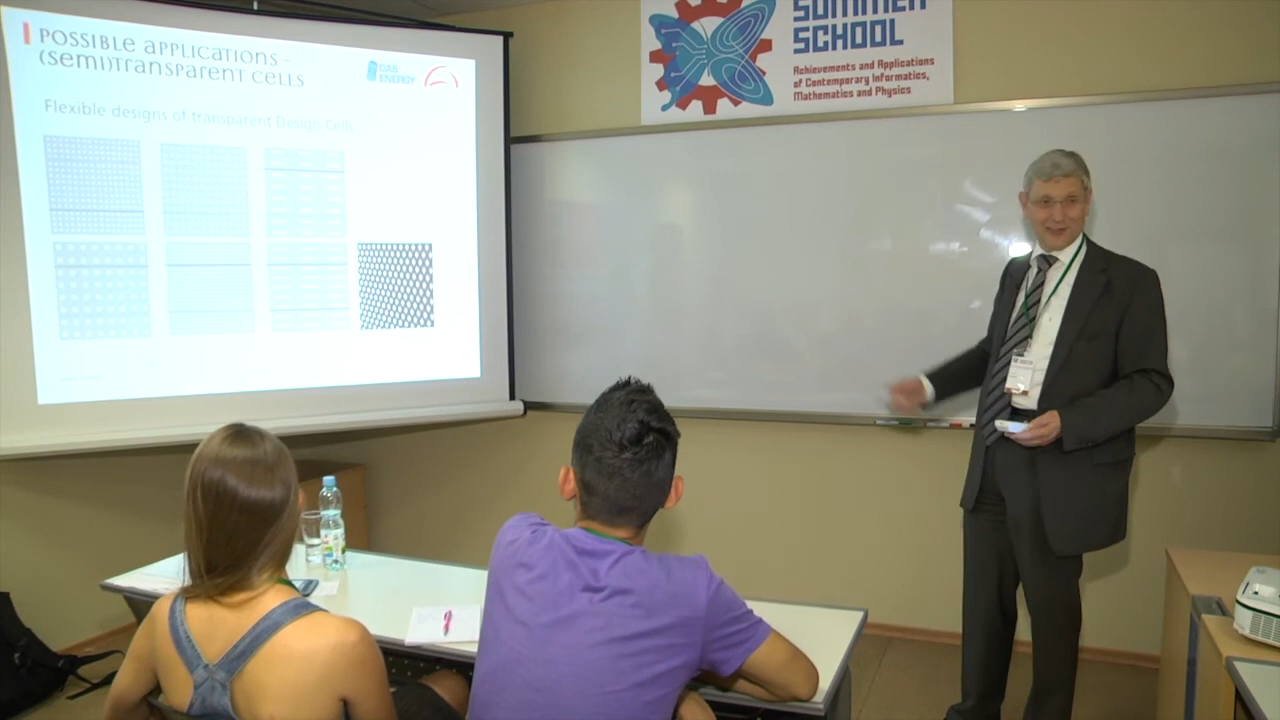 POSSIBLE APPLICATIONS -
(SEMI)TRANSPARENT CELLS
DAS
ENERGY
Flexible designs of transparent Design Cells
SUMMER
SCHOOL
Achievements and Applications
of Contemporary Informatics,
Mathematics and Physics